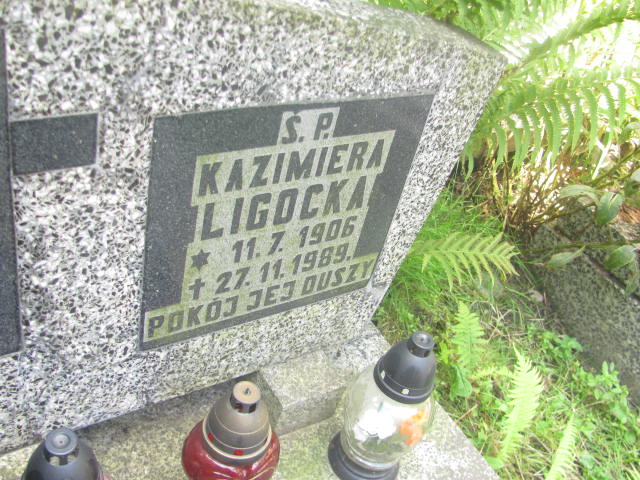 Ś. P.
KAZIMIERA
LIGOCKA
★ 11. 7. 1906
✝ 27. 11. 1989.
POKÓJ JEJ DUSZY